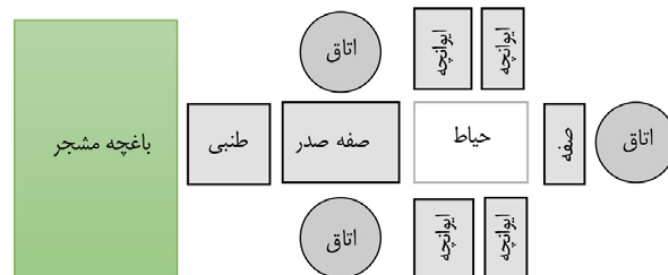 اتاق
ایوانچه
ایوانچه
باغچه مشجر
طنبی
صفه صدر
حیاط
صفه
اتاق
اتاق
ایوانچه
ایوانچه